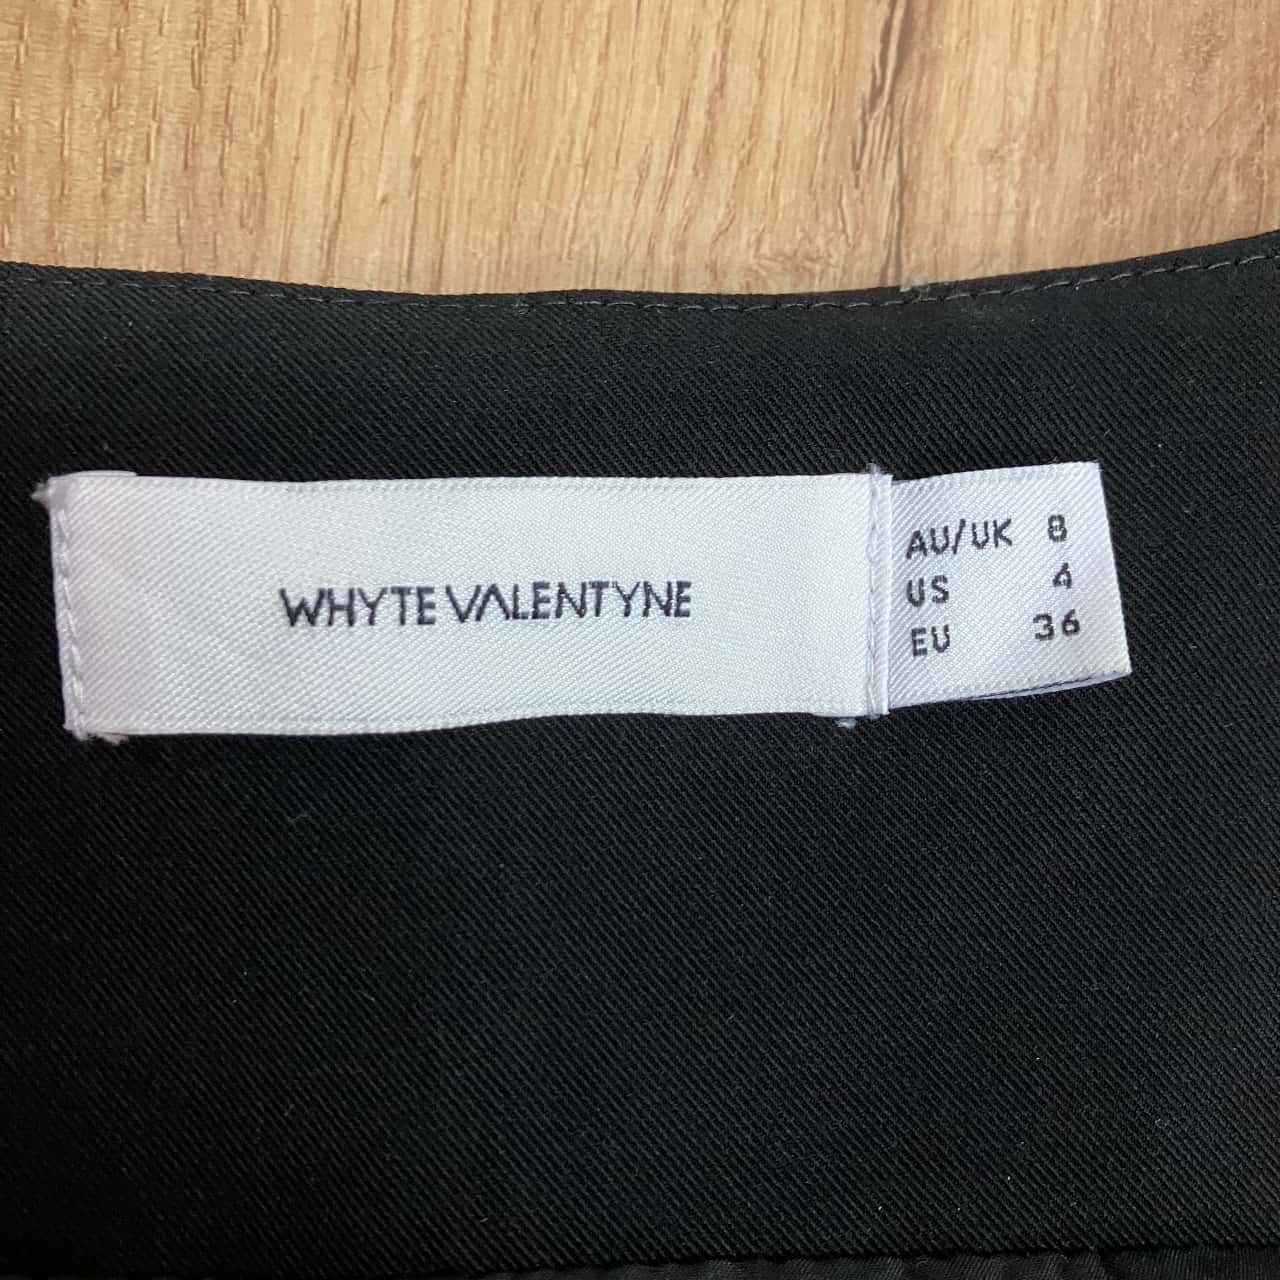 WHYTE VALENTYNE
AU/UK 8
US 4
EU 36